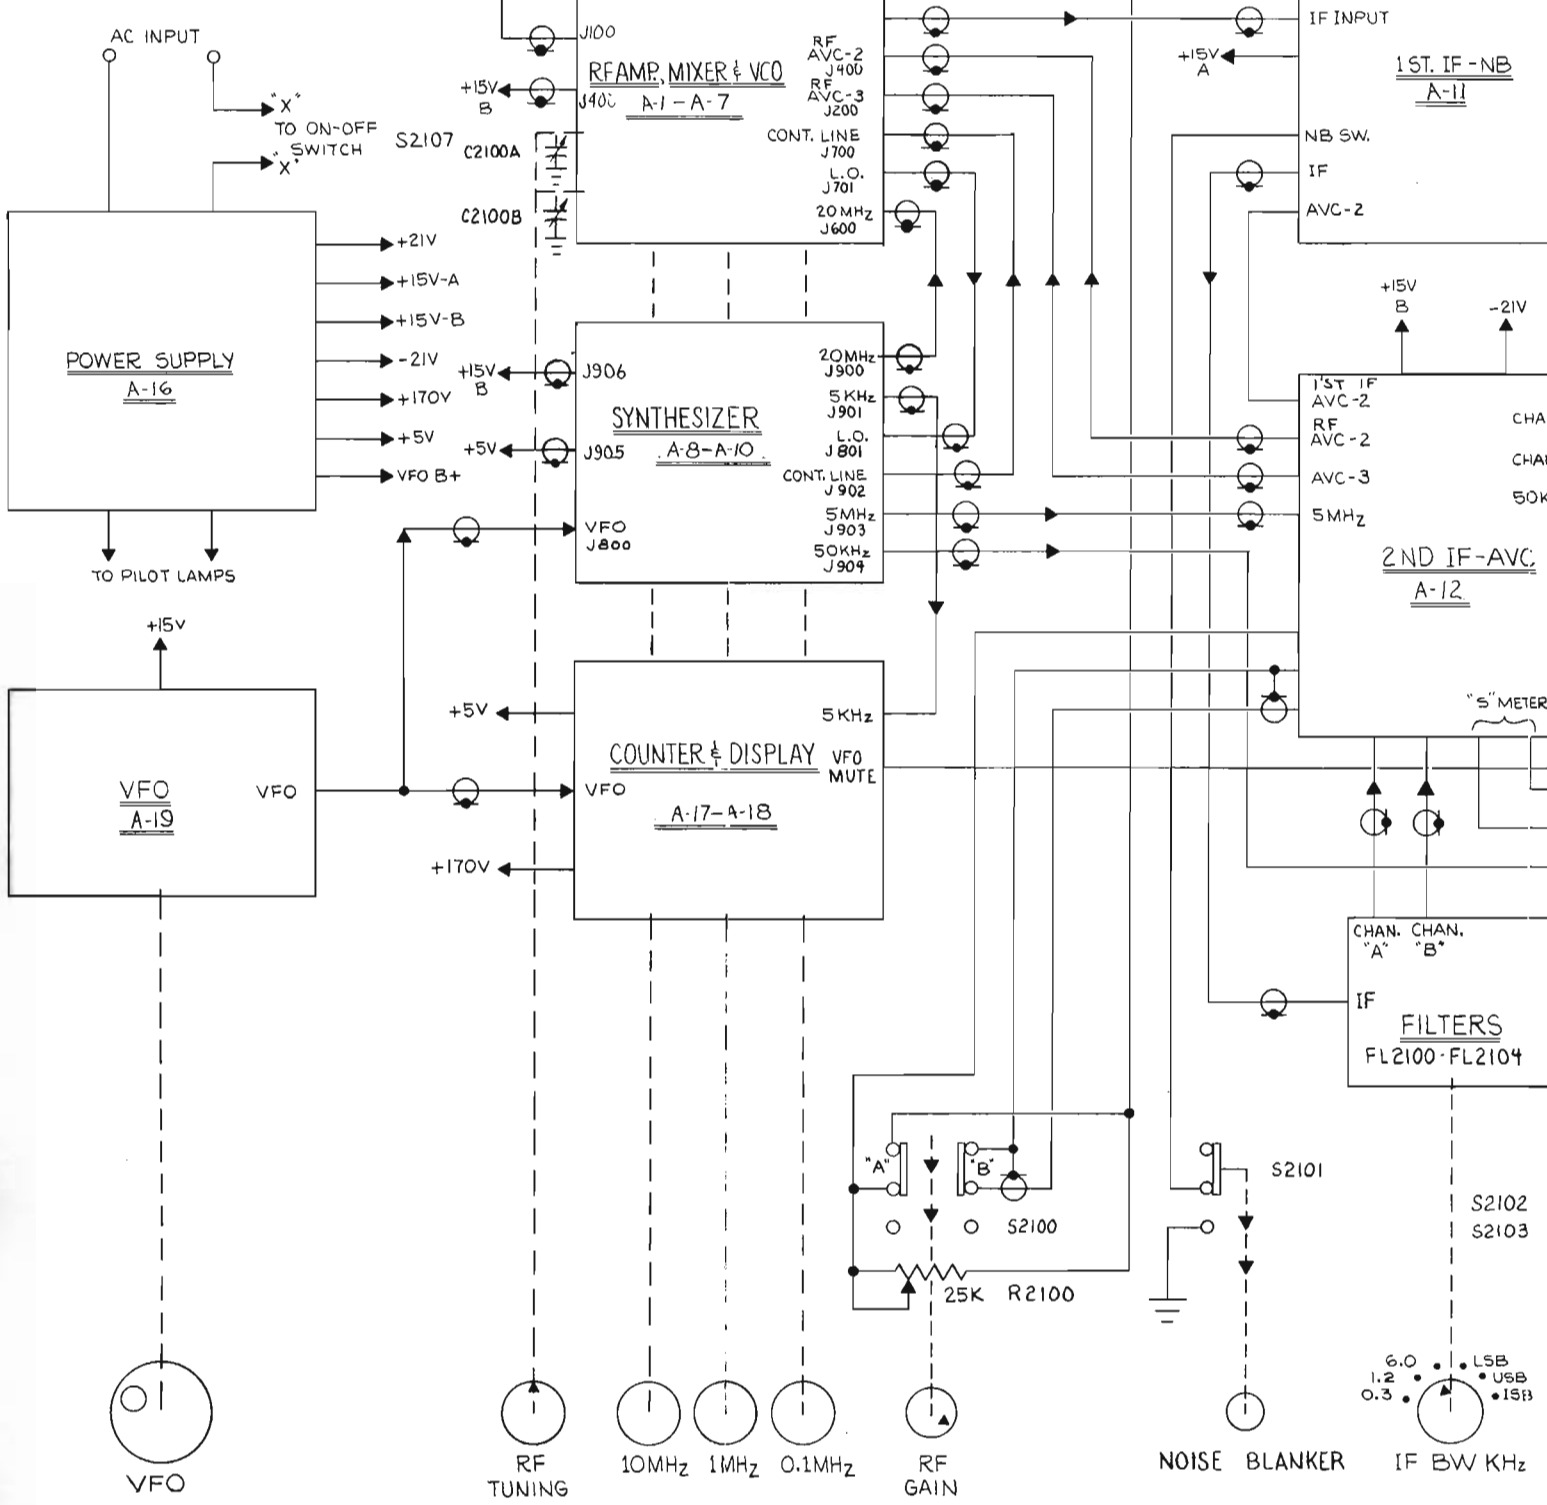 AC INPUT
"X"
TO ON-OFF
SWITCH
"X"
S2107
J100
+15V
B
J40
C2100A
C2100B
RF AMP, MIXER & VCO
A-1-A-7
RF
AVC-2
J400
RF
AVC-3
J200
CONT. LINE
J700
L.O.
J701
20MHz
J600
IF INPUT
+15V
A
1ST. IF-NB
A-11
NB SW.
IF
AVC-2
POWER SUPPLY
A-16
+21V
+15V-A
+15V-B
-21V
+170V
+5V
VFO B+
TO PILOT LAMPS
+15V
B
J906
+5V
J905
VFO
J800
SYNTHESIZER
A-8-A-10
20MHz
J900
5KHz
J901
L.O.
J801
CONT. LINE
J902
5MHz
J903
50KHz
J904
+15V
B
-21V
1'ST IF
AVC-2
RF
AVC-2
AVC-3
5MHz
CHA
CHA
50K
2ND IF-AVC
A-12
"S" METER
+15V
VFO
A-19
VFO
+5V
VFO
+170V
COUNTER & DISPLAY
A-17-A-18
5KHz
VFO
MUTE
CHAN. CHAN.
"A" "B"
IF
FILTERS
FL2100-FL2104
"A"
"B"
S2100
25K R2100
S2101
S2102
S2103
6.0
1.2
0.3
LSB
USB
ISB
VFO
RF
TUNING
10MHz
1MHz
0.1MHz
RF
GAIN
NOISE BLANKER
IF BW KHz